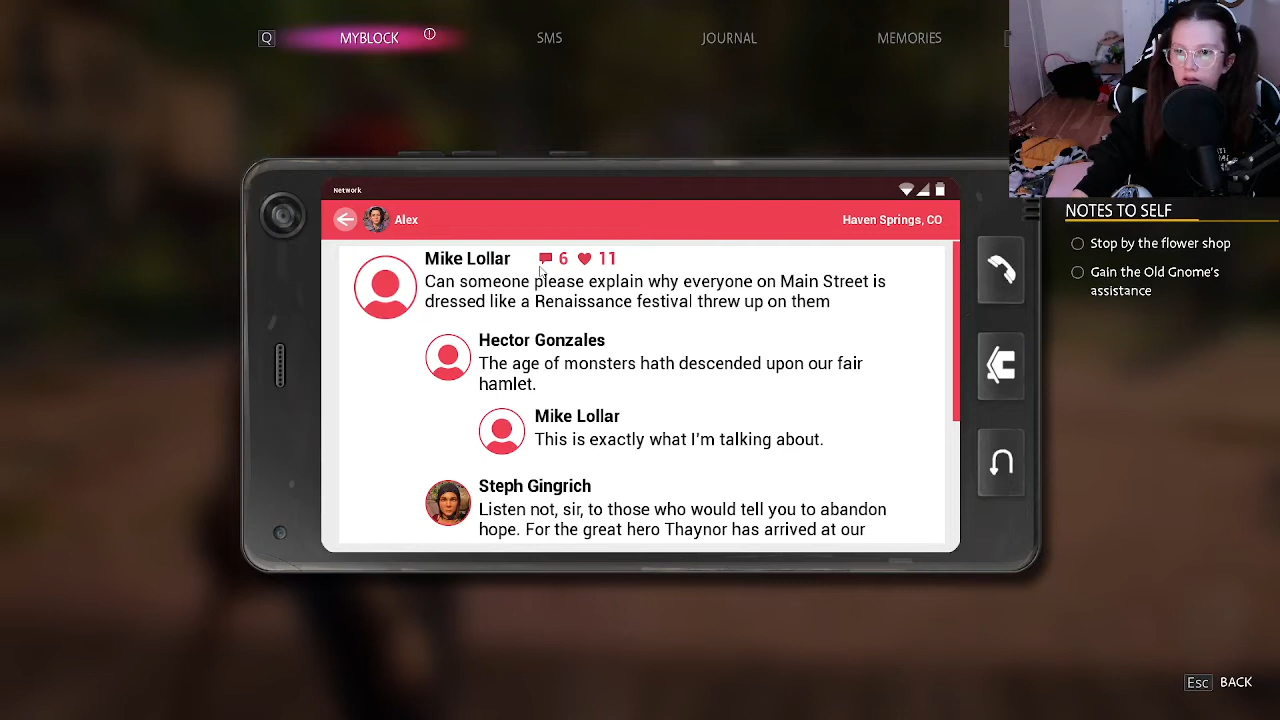 Q MYBLOCK SMS JOURNAL MEMORIES
Network
Alex
Haven Springs, CO
Mike Lollar 6 11
Can someone please explain why everyone on Main Street is
dressed like a Renaissance festival threw up on them
Hector Gonzales
The age of monsters hath descended upon our fair
hamlet.
Mike Lollar
This is exactly what I'm talking about.
Steph Gingrich
Listen not, sir, to those who would tell you to abandon
hope. For the great hero Thaynor has arrived at our
NOTES TO SELF
Stop by the flower shop
Gain the Old Gnome's
assistance
Esc BACK